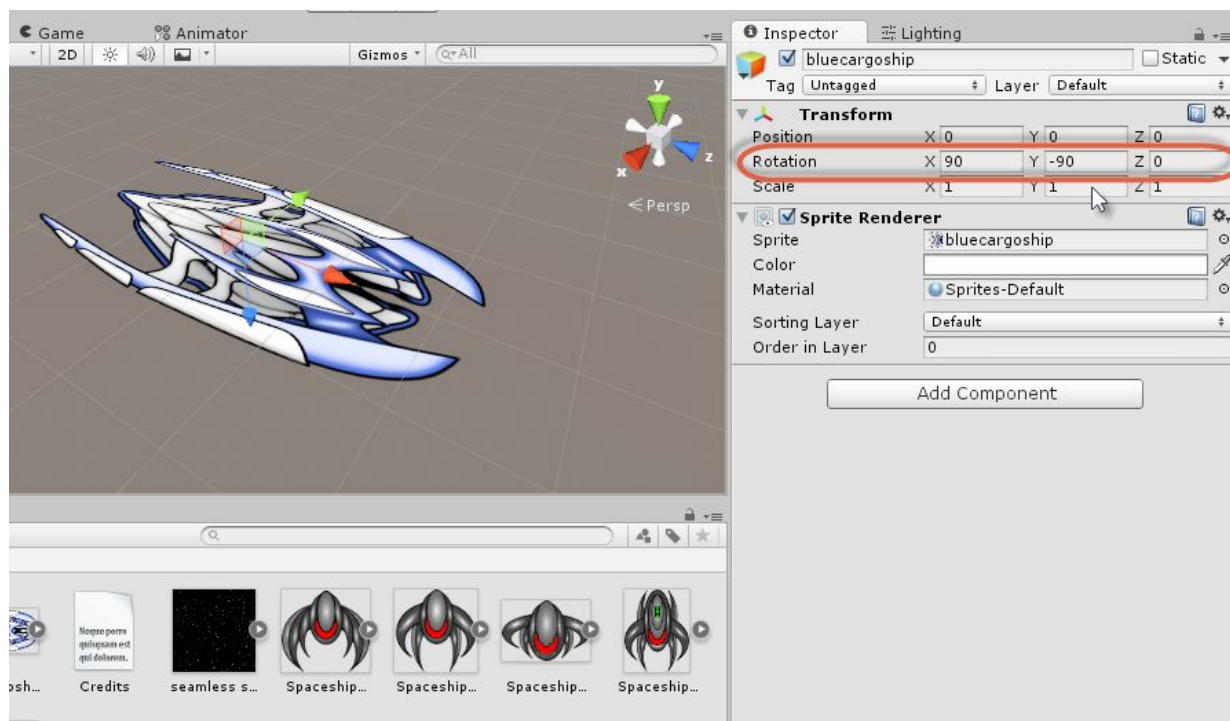 Game Animator
2D Gizmos All
y
z
x
Persp
Inspector Lighting
bluecargoship Static
Tag Untagged Layer Default
Transform
Position X 0 Y 0 Z 0
Rotation X 90 Y -90 Z 0
Scale X 1 Y 1 Z 1
Sprite Renderer
Sprite bluecargoship
Color
Material Sprites-Default
Sorting Layer Default
Order in Layer 0
Add Component
Neque porro
quisquam est
qui dolorem.
osh... Credits seamless s... Spaceship... Spaceship... Spaceship... Spaceship...